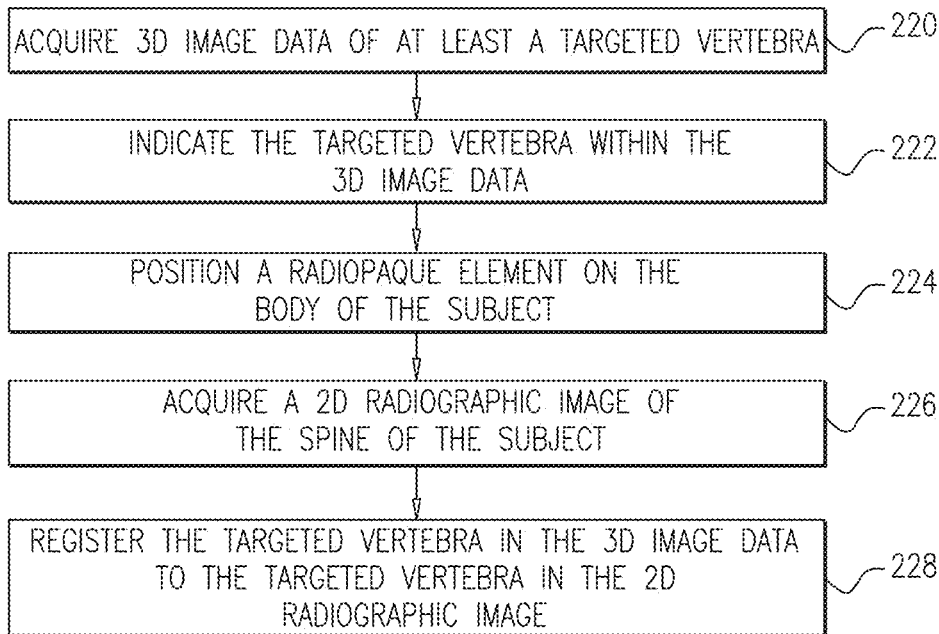 ACQUIRE 3D IMAGE DATA OF AT LEAST A TARGETED VERTEBRA
220
INDICATE THE TARGETED VERTEBRA WITHIN THE
3D IMAGE DATA
222
POSITION A RADIOPAQUE ELEMENT ON THE
BODY OF THE SUBJECT
224
ACQUIRE A 2D RADIOGRAPHIC IMAGE OF
THE SPINE OF THE SUBJECT
226
REGISTER THE TARGETED VERTEBRA IN THE 3D IMAGE DATA
TO THE TARGETED VERTEBRA IN THE 2D
RADIOGRAPHIC IMAGE
228